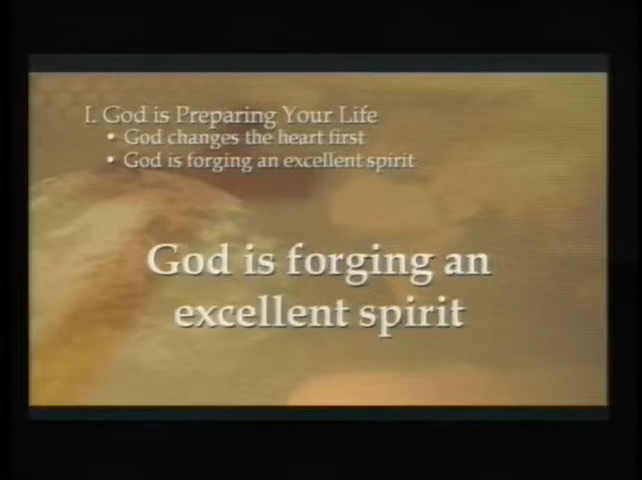 I. God is Preparing Your Life
• God changes the heart first
• God is forging an excellent spirit
God is forging an
excellent spirit